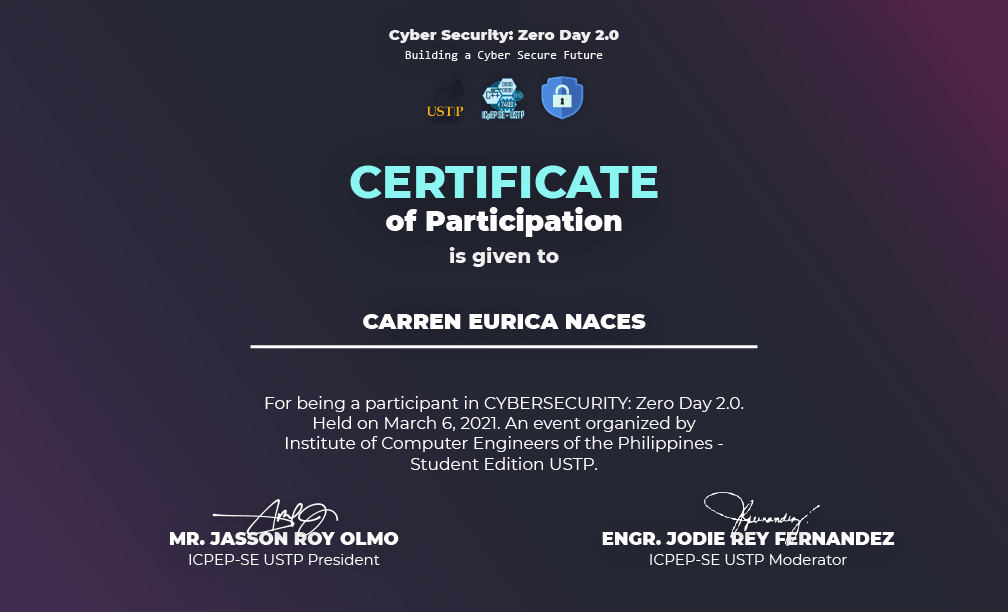 Cyber Security: Zero Day 2.0
Building a Cyber Secure Future
USTP
C++
7400
ICpEP SE - USTP
CERTIFICATE
of Participation
is given to
CARREN EURICA NACES
For being a participant in CYBERSECURITY: Zero Day 2.0.
Held on March 6, 2021. An event organized by
Institute of Computer Engineers of the Philippines -
Student Edition USTP.
MR. JASSON ROY OLMO
ENGR. JODIE REY FERNANDEZ
ICPEP-SE USTP President
ICPEP-SE USTP Moderator